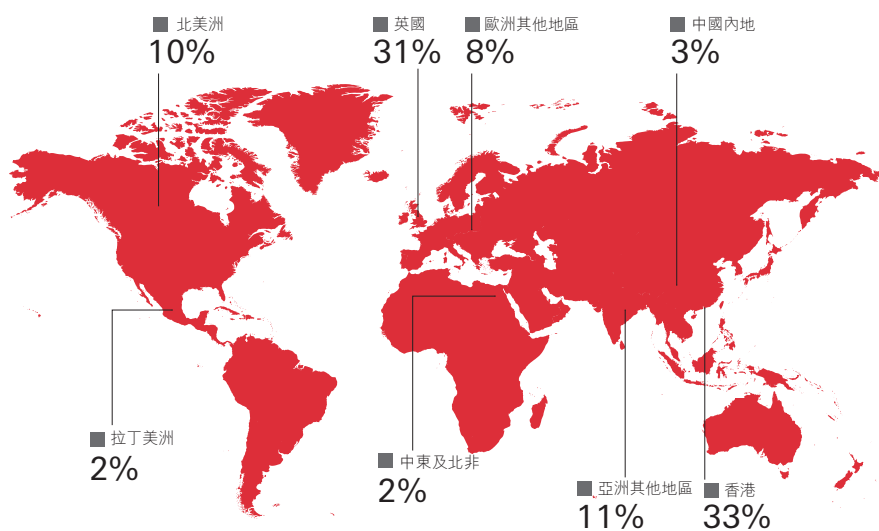 北美洲
10%
英國
31%
歐洲其他地區
8%
中國內地
3%
拉丁美洲
2%
中東及北非
2%
亞洲其他地區
11%
香港
33%